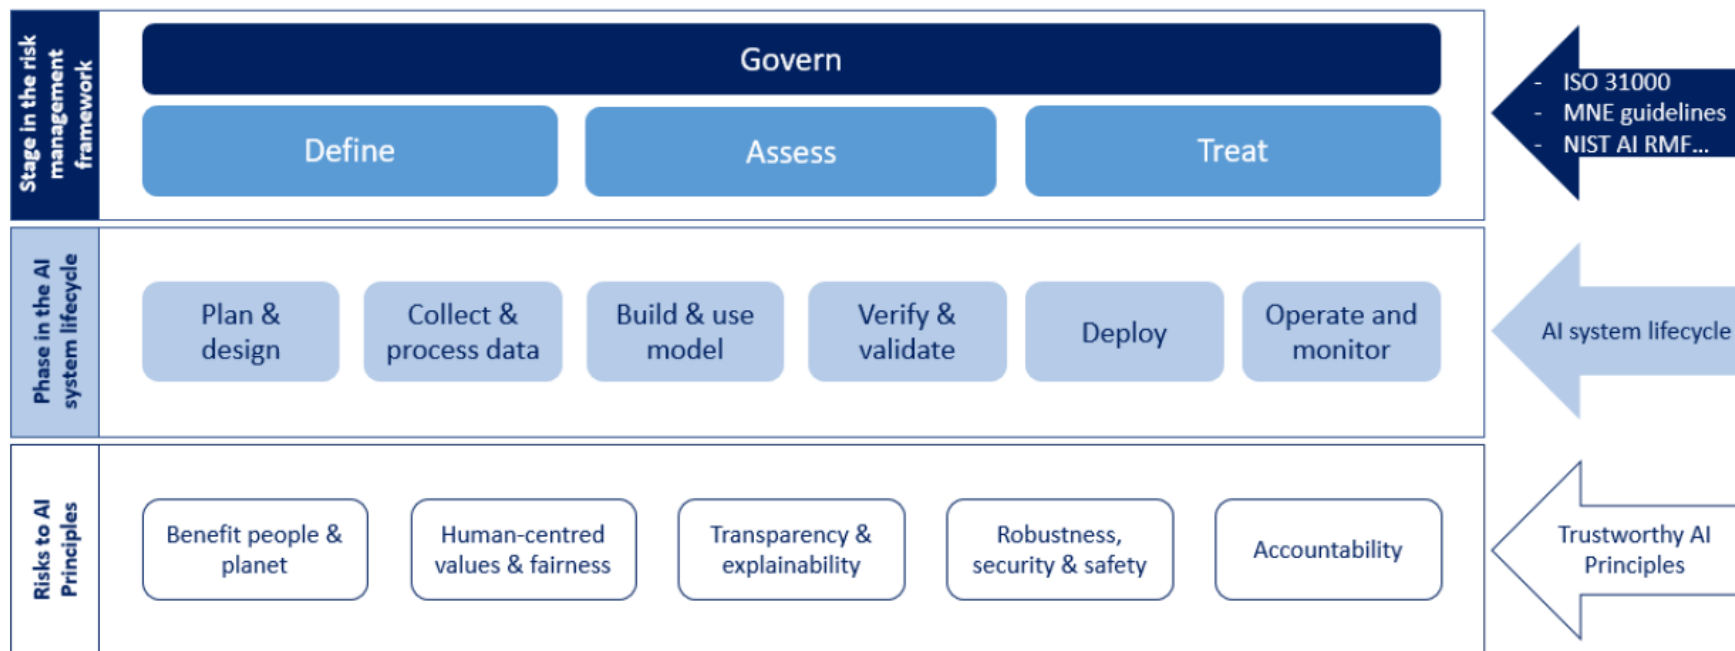 Stage in the risk
management
framework
Govern
Define
Assess
Treat
- ISO 31000
- MNE guidelines
- NIST AI RMF...
Phase in the AI
system lifecycle
Plan &
design
Collect &
process data
Build & use
model
Verify &
validate
Deploy
Operate and
monitor
AI system lifecycle
Risks to AI
Principles
Benefit people &
planet
Human-centred
values & fairness
Transparency &
explainability
Robustness,
security & safety
Accountability
Trustworthy AI
Principles